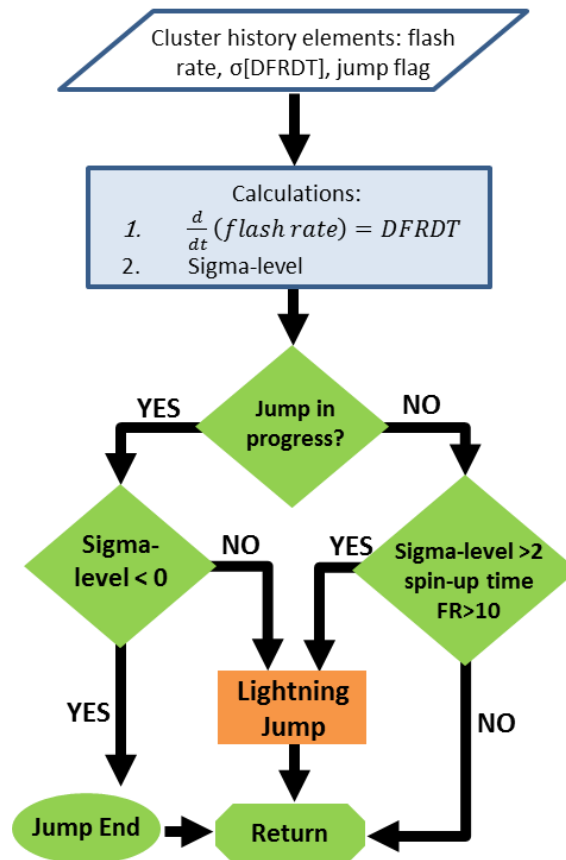 Cluster history elements: flash
rate, σ[DFRDT], jump flag
Calculations:
1. d/dt (flash rate) = DFRDT
2. Sigma-level
YES
Jump in
progress?
NO
Sigma-
level < 0
NO
YES
Sigma-level >2
spin-up time
FR>10
YES
Lightning
Jump
NO
Jump End
Return